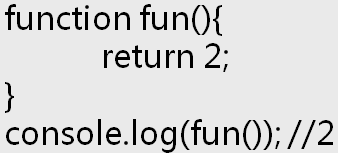 function fun(){
return 2;
}
console.log(fun()); //2